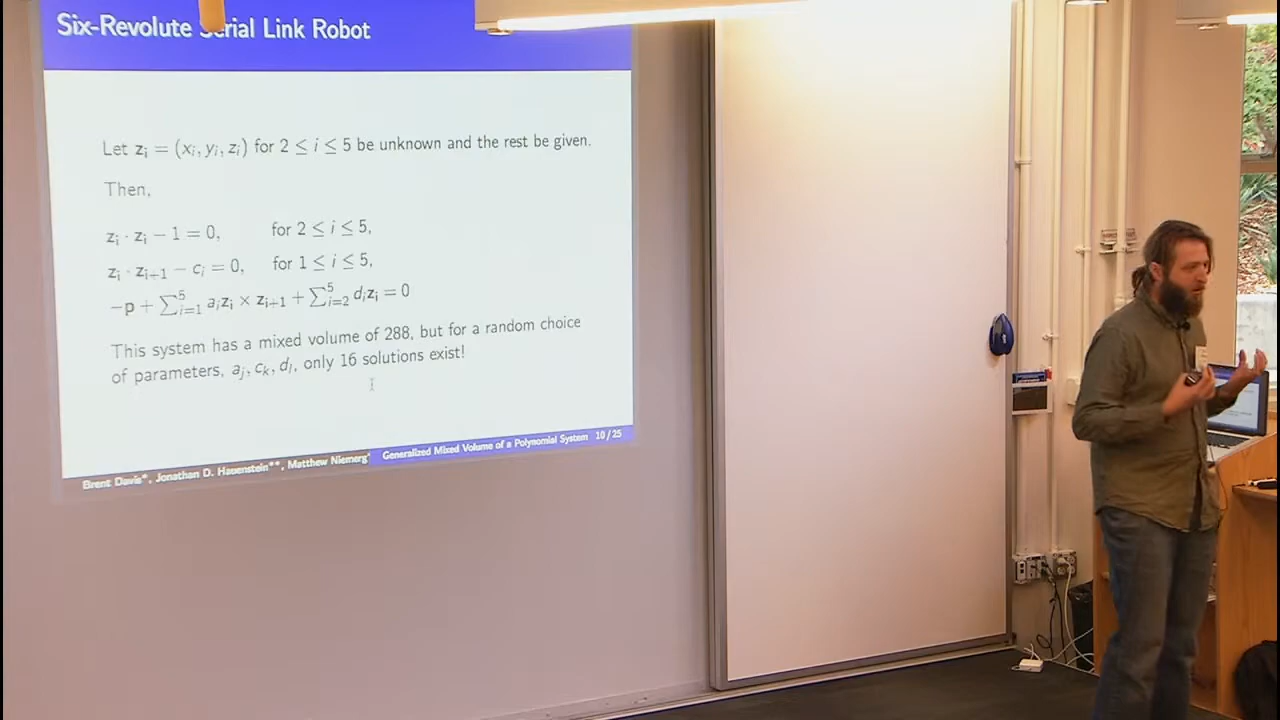 Six-Revolute Serial Link Robot
Let zᵢ = (xᵢ, yᵢ, zᵢ) for 2 ≤ i ≤ 5 be unknown and the rest be given.
Then,
zᵢ · zᵢ − 1 = 0, for 2 ≤ i ≤ 5,
zᵢ · zᵢ₊₁ − cᵢ = 0, for 1 ≤ i ≤ 5,
−p + ∑⁵ᵢ₌₁ aᵢzᵢ × zᵢ₊₁ + ∑⁵ᵢ₌₂ dᵢzᵢ = 0
This system has a mixed volume of 288, but for a random choice
of parameters, aⱼ, cₖ, dₗ, only 16 solutions exist!
Brent Davis*, Jonathan D. Hauenstein**, Matthew Niemerg* Generalized Mixed Volume of a Polynomial System 10/25